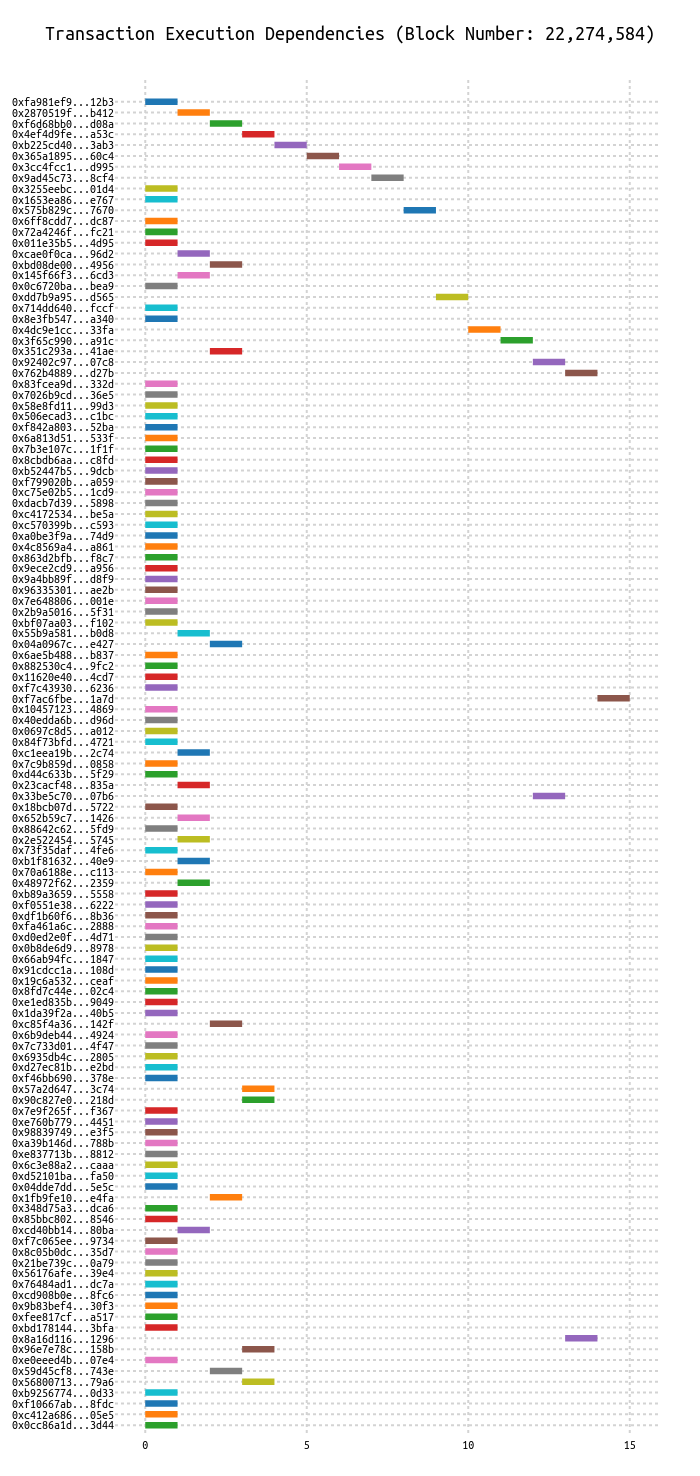 Transaction Execution Dependencies (Block Number: 22,274,584)
0xfa981ef9...12b3
0x2870519f...b412
0xf6d68bb0...d08a
0x4ef4d9fe...a53c
0xb225cd40...3ab3
0x365a1895...60c4
0x3cc4fcc1...d995
0x9ad45c73...8cf4
0x3255eebc...01d4
0x1653ea86...e767
0x575b829c...7670
0x6ff8cdd7...dc87
0x72a4246f...fc21
0x011e35b5...4d95
0xcae0f0ca...96d2
0xbd08de00...4956
0x145f66f3...6cd3
0x0c6720ba...bea9
0xdd7b9a95...d565
0x714dd640...fccf
0x8e3fb547...a340
0x4dc9e1cc...33fa
0x3f65c990...a91c
0x351c293a...41ae
0x92402c97...07c8
0x762b4889...d27b
0x83fcea9d...332d
0x7026b9cd...36e5
0x58e8fd11...99d3
0x506ecad3...c1bc
0xf842a803...52ba
0x6a813d51...533f
0x7b3e107c...1f1f
0x8cbdb6aa...c8fd
0xb52447b5...9dcb
0xf799020b...a059
0xc75e02b5...1cd9
0xdacb7d39...5898
0xc4172534...be5a
0xc570399b...c593
0xa0be3f9a...74d9
0x4c8569a4...a861
0x863d2bfb...f8c7
0x9ece2cd9...a956
0x9a4bb89f...d8f9
0x96335301...ae2b
0x7e648806...001e
0x2b9a5016...5f31
0xbf07aa03...f102
0x55b9a581...b0d8
0x04a0967c...e427
0x6ae5b488...b837
0x882530c4...9fc2
0x11620e40...4cd7
0xf7c43930...6236
0xf7ac6fbe...1a7d
0x10457123...4869
0x40edda6b...d96d
0x0697c8d5...a012
0x84f73bfd...4721
0xc1eea19b...2c74
0x7c9b859d...0858
0xd44c633b...5f29
0x23cacf48...835a
0x33be5c70...07b6
0x18bcb07d...5722
0x652b59c7...1426
0x88642c62...5fd9
0x2e522454...5745
0x73f35daf...4fe6
0xb1f81632...40e9
0x70a6188e...c113
0x48972f62...2359
0xb89a3659...5558
0xf0551e38...6222
0xdf1b60f6...8b36
0xfa461a6c...2888
0xd0ed2e0f...4d71
0x0b8de6d9...8978
0x66ab94fc...1847
0x91cdcc1a...108d
0x19c6a532...ceaf
0x8fd7c44e...02c4
0xe1ed835b...9049
0x1da39f2a...40b5
0xc85f4a36...142f
0x6b9deb44...4924
0x7c733d01...4f47
0x6935db4c...2805
0xd27ec81b...e2bd
0xf46bb690...378e
0x57a2d647...3c74
0x90c827e0...218d
0x7e9f265f...f367
0xe760b779...4451
0x98839749...e3f5
0xa39b146d...788b
0xe837713b...8812
0x6c3e88a2...caaa
0xd52101ba...fa50
0x04dde7dd...5e5c
0x1fb9fe10...e4fa
0x348d75a3...dca6
0x85bbc802...8546
0xcd40bb14...80ba
0xf7c065ee...9734
0x8c05b0dc...35d7
0x21be739c...0a79
0x56176afe...39e4
0x76484ad1...dc7a
0xcd908b0e...8fc6
0x9b83bef4...30f3
0xfee817cf...a517
0xbd178144...3bfa
0x8a16d116...1296
0x96e7e78c...158b
0xe0eeed4b...07e4
0x59d45cf8...743e
0x56800713...79a6
0xb9256774...0d33
0xf10667ab...8fdc
0xc412a686...05e5
0x0cc86a1d...3d44
0 5 10 15